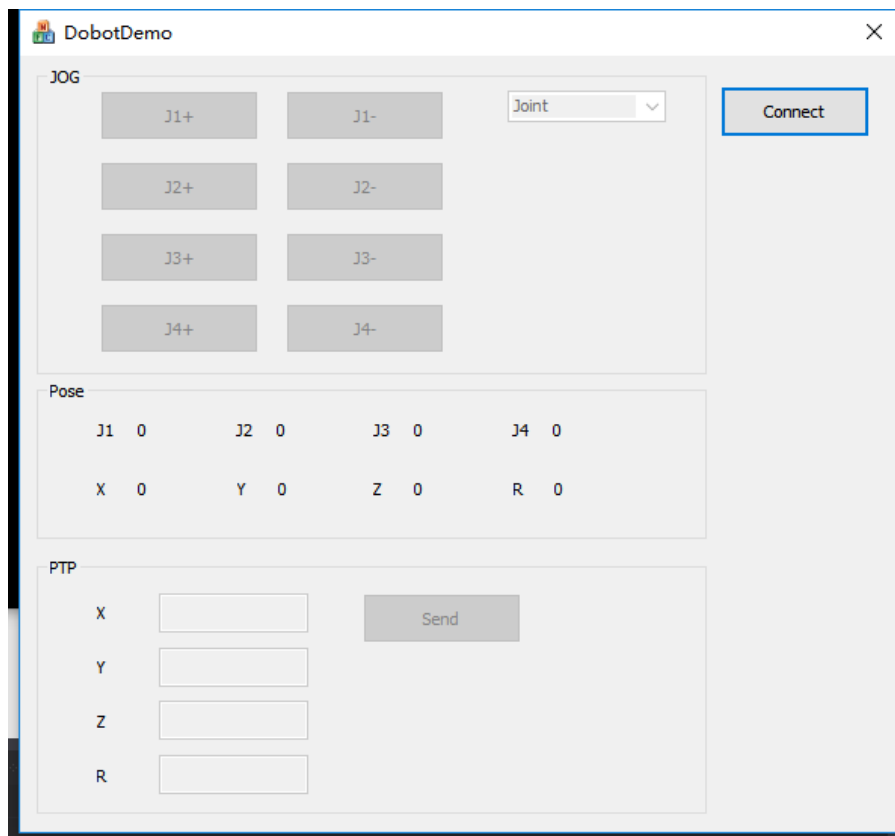 DobotDemo
JOG
J1+ J1- Joint Connect
J2+ J2-
J3+ J3-
J4+ J4-
Pose
J1 0 J2 0 J3 0 J4 0
X 0 Y 0 Z 0 R 0
PTP
X Send
Y
Z
R